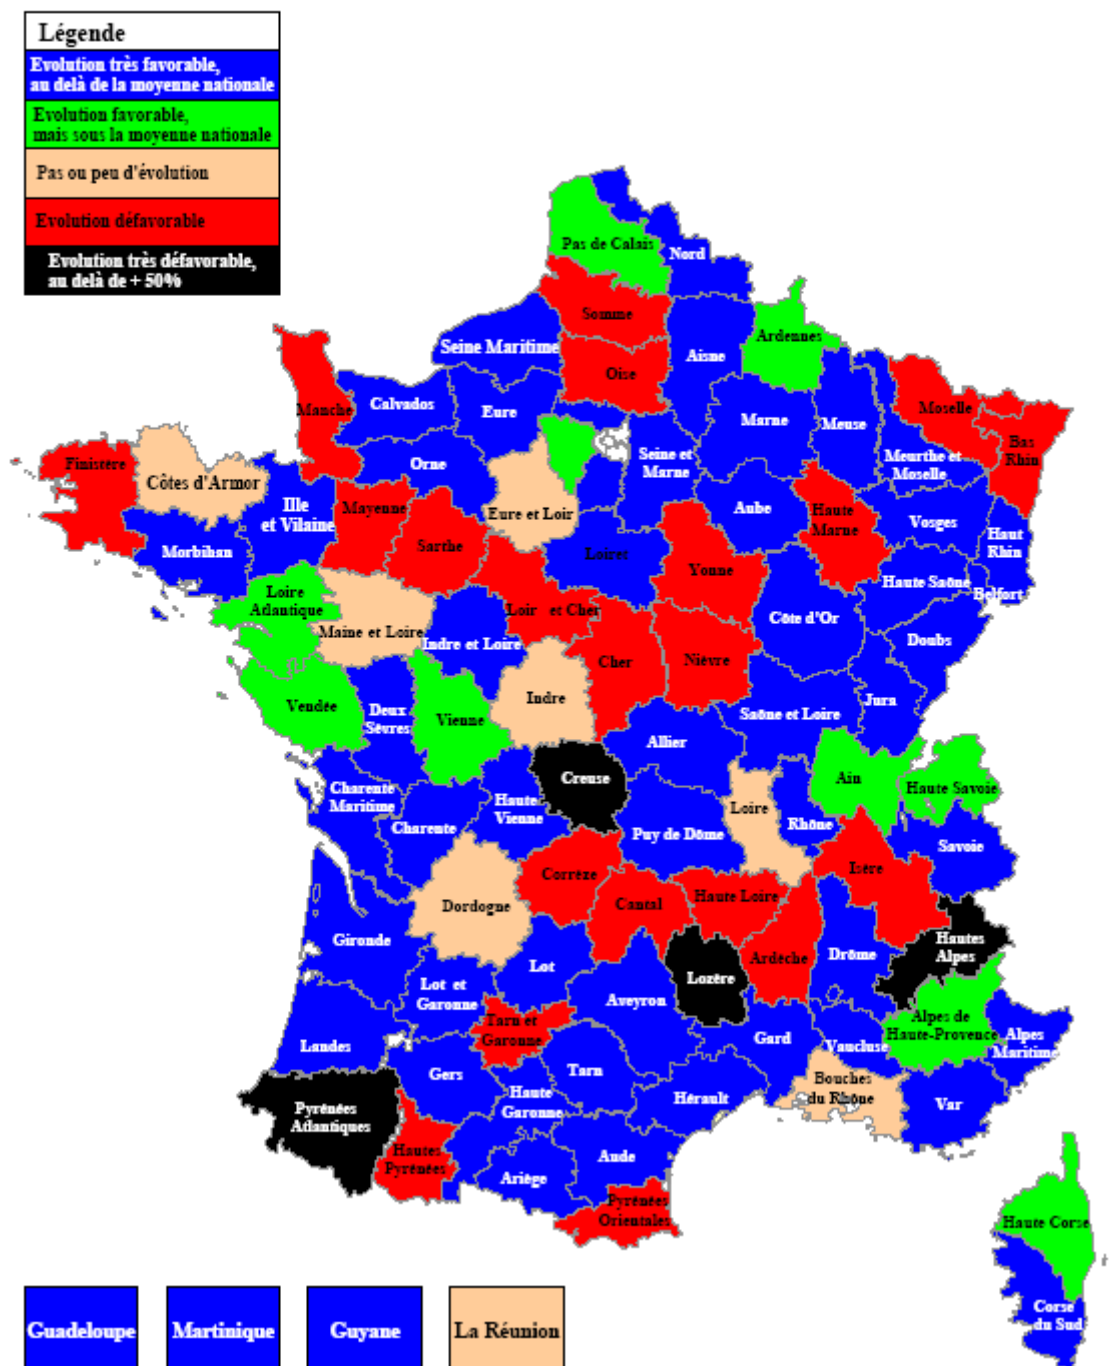 Légende
Evolution très favorable,
au delà de la moyenne nationale
Evolution favorable,
mais sous la moyenne nationale
Pas ou peu d'évolution
Evolution défavorable
Evolution très défavorable,
au delà de + 50%
Pas de Calais
Nord
Somme
Ardennes
Seine Maritime
Aisne
Oise
Manche
Calvados
Eure
Marne
Meuse
Moselle
Bas
Rhin
Finistère
Côtes d'Armor
Orne
Seine et
Marne
Meurthe et
Moselle
Ille
et Vilaine
Mayenne
Eure et Loir
Aube
Haute
Marne
Vosges
Haut
Rhin
Morbihan
Sarthe
Loiret
Yonne
Haute Saône
Belfort
Loire
Adlantique
Maine et Loire
Loir et Cher
Côte d'Or
Indre et Loire
Cher
Nièvre
Doubs
Vendée
Deux
Sèvres
Vienne
Indre
Saône et Loire
Jura
Allier
Creuse
Ain
Haute Savoie
Charente
Maritime
Haute
Vienne
Loire
Charente
Puy de Dôme
Rhône
Savoie
Corrèze
Isère
Dordogne
Cantal
Haute Loire
Gironde
Hautes
Alpes
Lot
Drôme
Ardèche
Lot et
Garonne
Aveyron
Lozère
Tarn et
Garonne
Alpes de
Haute-Provence
Landes
Gard
Vaucluse
Alpes
Maritime
Gers
Tarn
Bouches
du Rhône
Haute
Garonne
Hérault
Var
Pyrénées
Atlantiques
Hautes
Pyrénées
Aude
Ariège
Pyrénées
Orientales
Haute Corse
Corse
du Sud
Guadeloupe
Martinique
Guyane
La Réunion